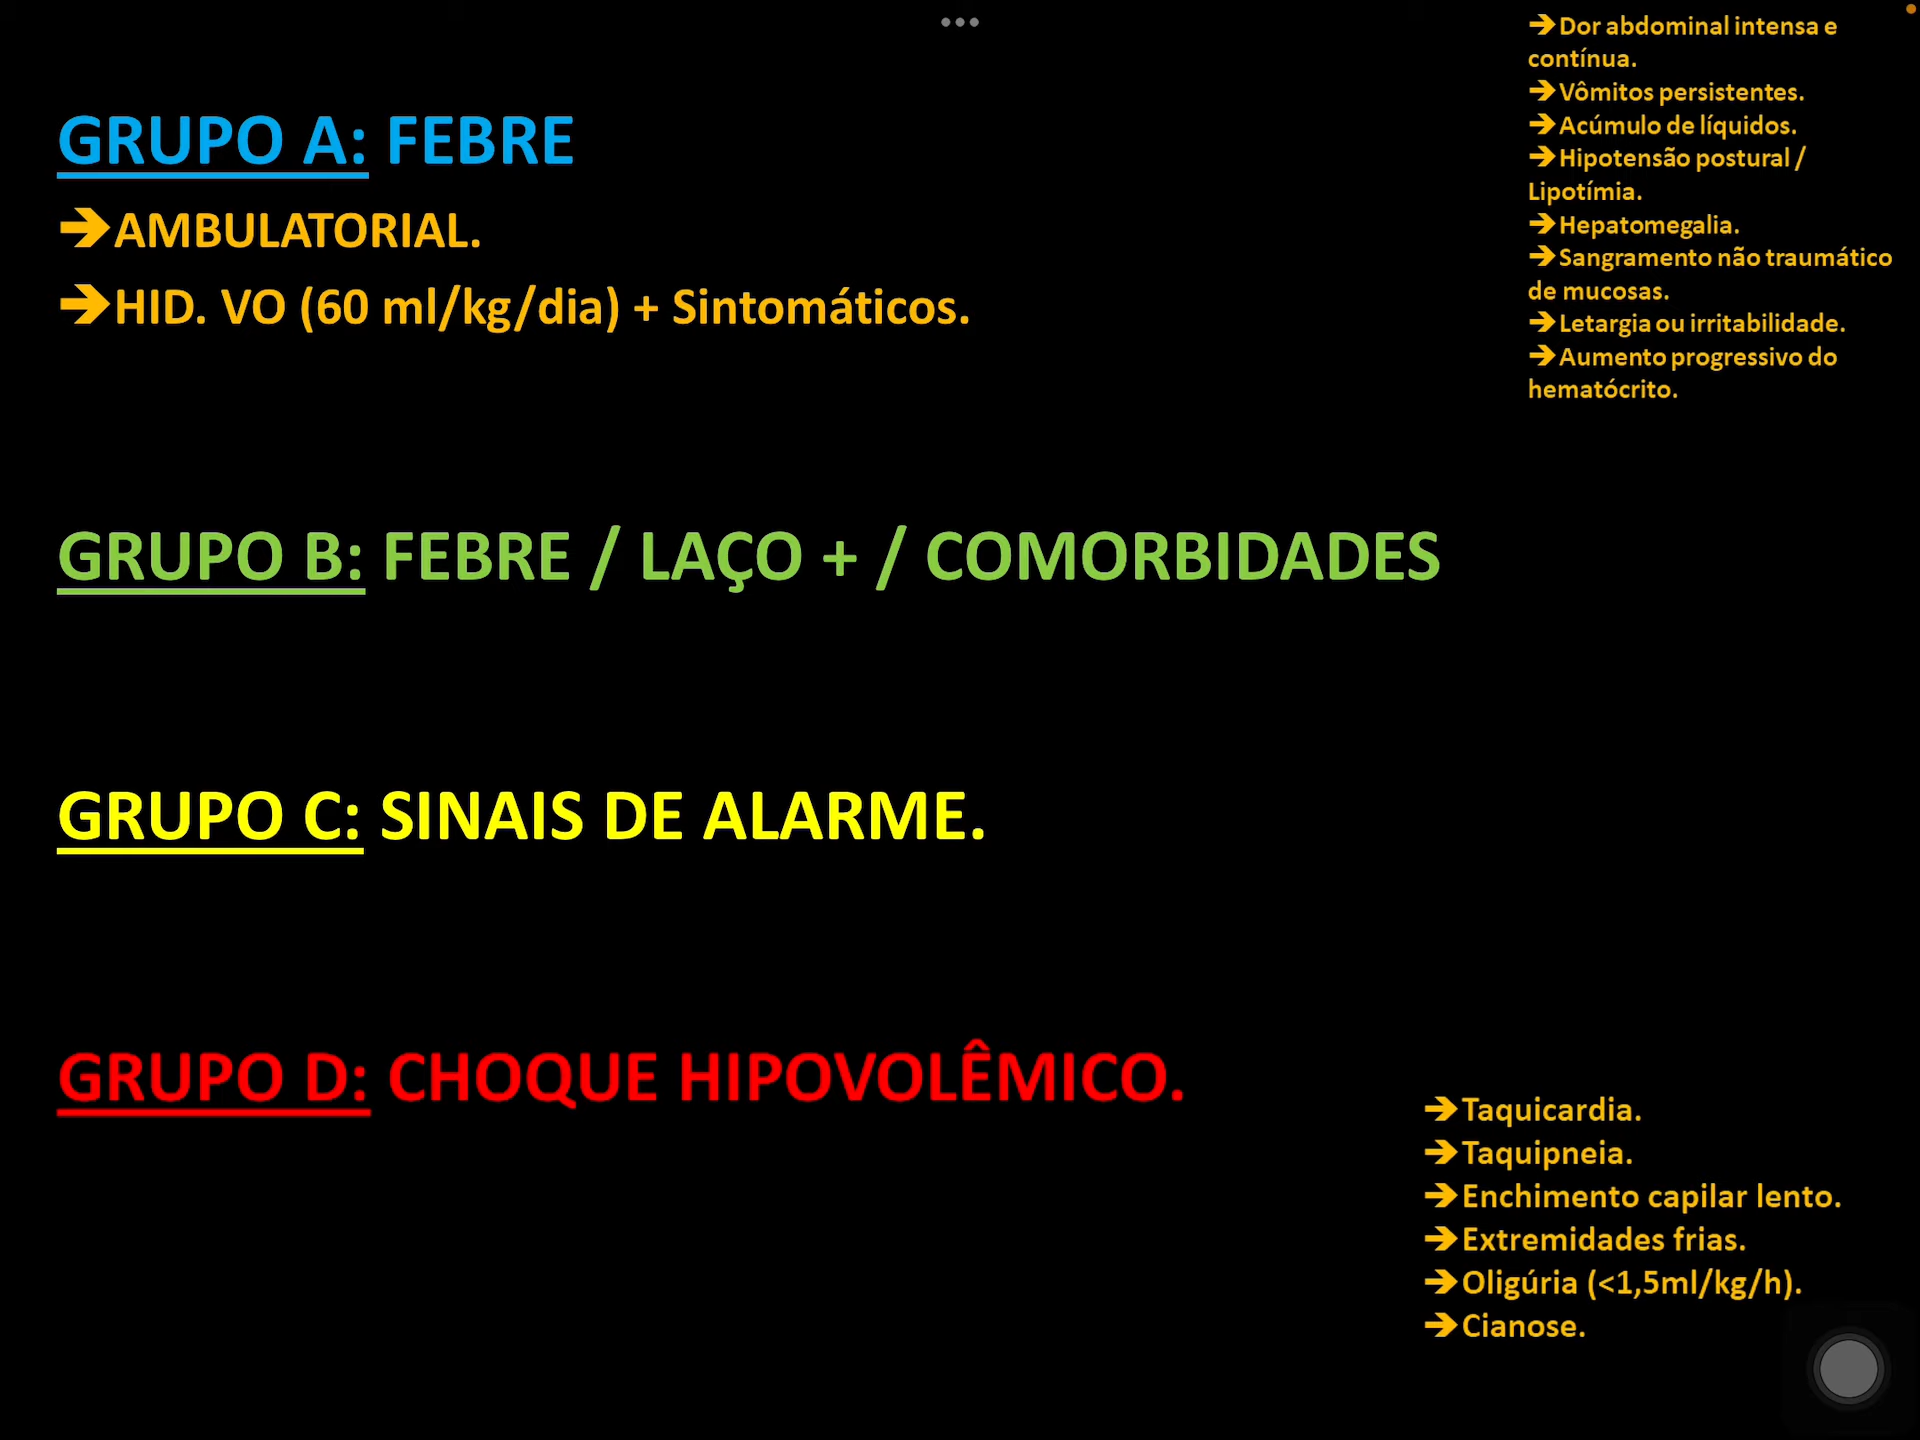 GRUPO A: FEBRE
➔AMBULATORIAL.
➔HID. VO (60 ml/kg/dia) + Sintomáticos.
➔Dor abdominal intensa e
contínua.
➔Vômitos persistentes.
➔Acúmulo de líquidos.
➔Hipotensão postural /
Lipotímia.
➔Hepatomegalia.
➔Sangramento não traumático
de mucosas.
➔Letargia ou irritabilidade.
➔Aumento progressivo do
hematócrito.
GRUPO B: FEBRE / LAÇO + / COMORBIDADES
GRUPO C: SINAIS DE ALARME.
GRUPO D: CHOQUE HIPOVOLÊMICO.
➔Taquicardia.
➔Taquipneia.
➔Enchimento capilar lento.
➔Extremidades frias.
➔Oligúria (<1,5ml/kg/h).
➔Cianose.